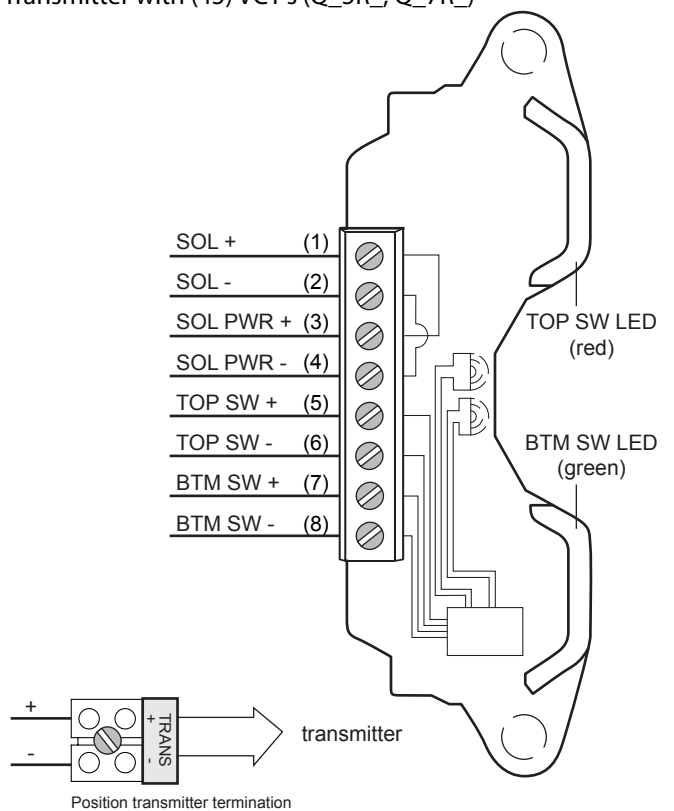 Transmitter with (45) VCT's (Q_5R_, Q_7R_)
SOL + (1)
SOL - (2)
SOL PWR + (3)
SOL PWR - (4)
TOP SW + (5)
TOP SW - (6)
BTM SW + (7)
BTM SW - (8)
TOP SW LED
(red)
BTM SW LED
(green)
+
-
TRANS
+
-
transmitter
Position transmitter termination